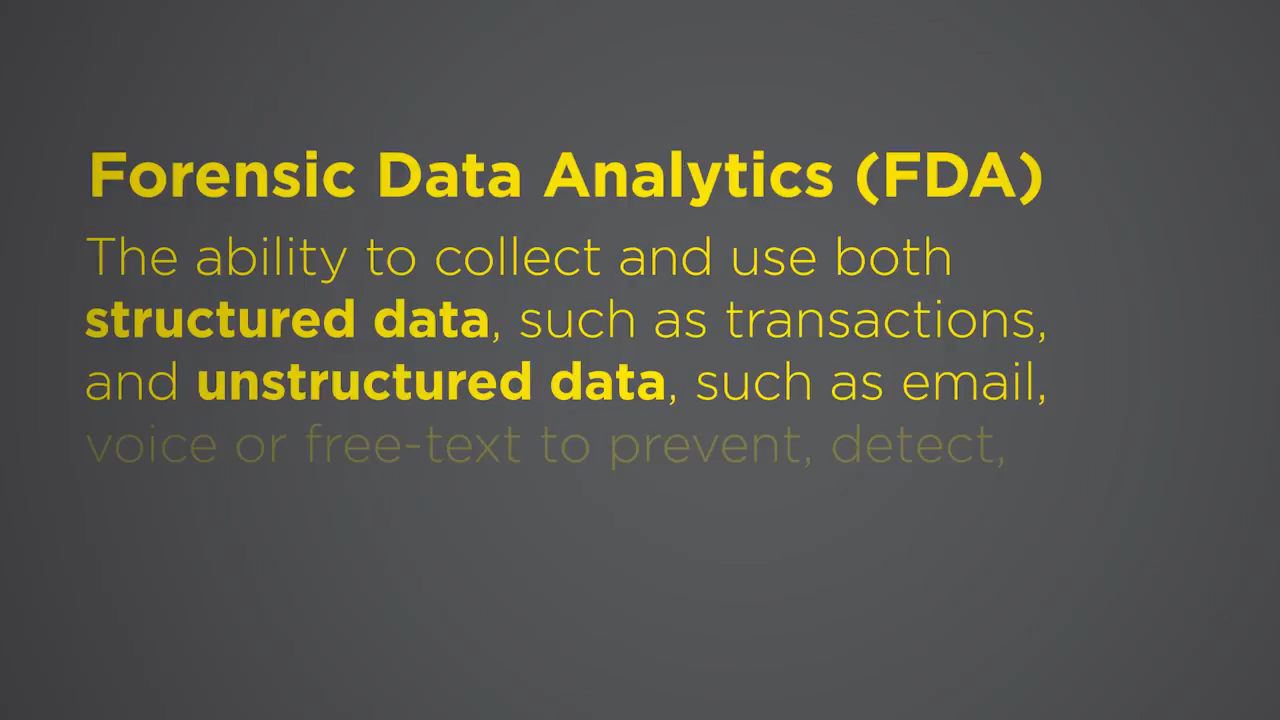 Forensic Data Analytics (FDA)
The ability to collect and use both
structured data, such as transactions,
and unstructured data, such as email,
voice or free-text to prevent, detect,